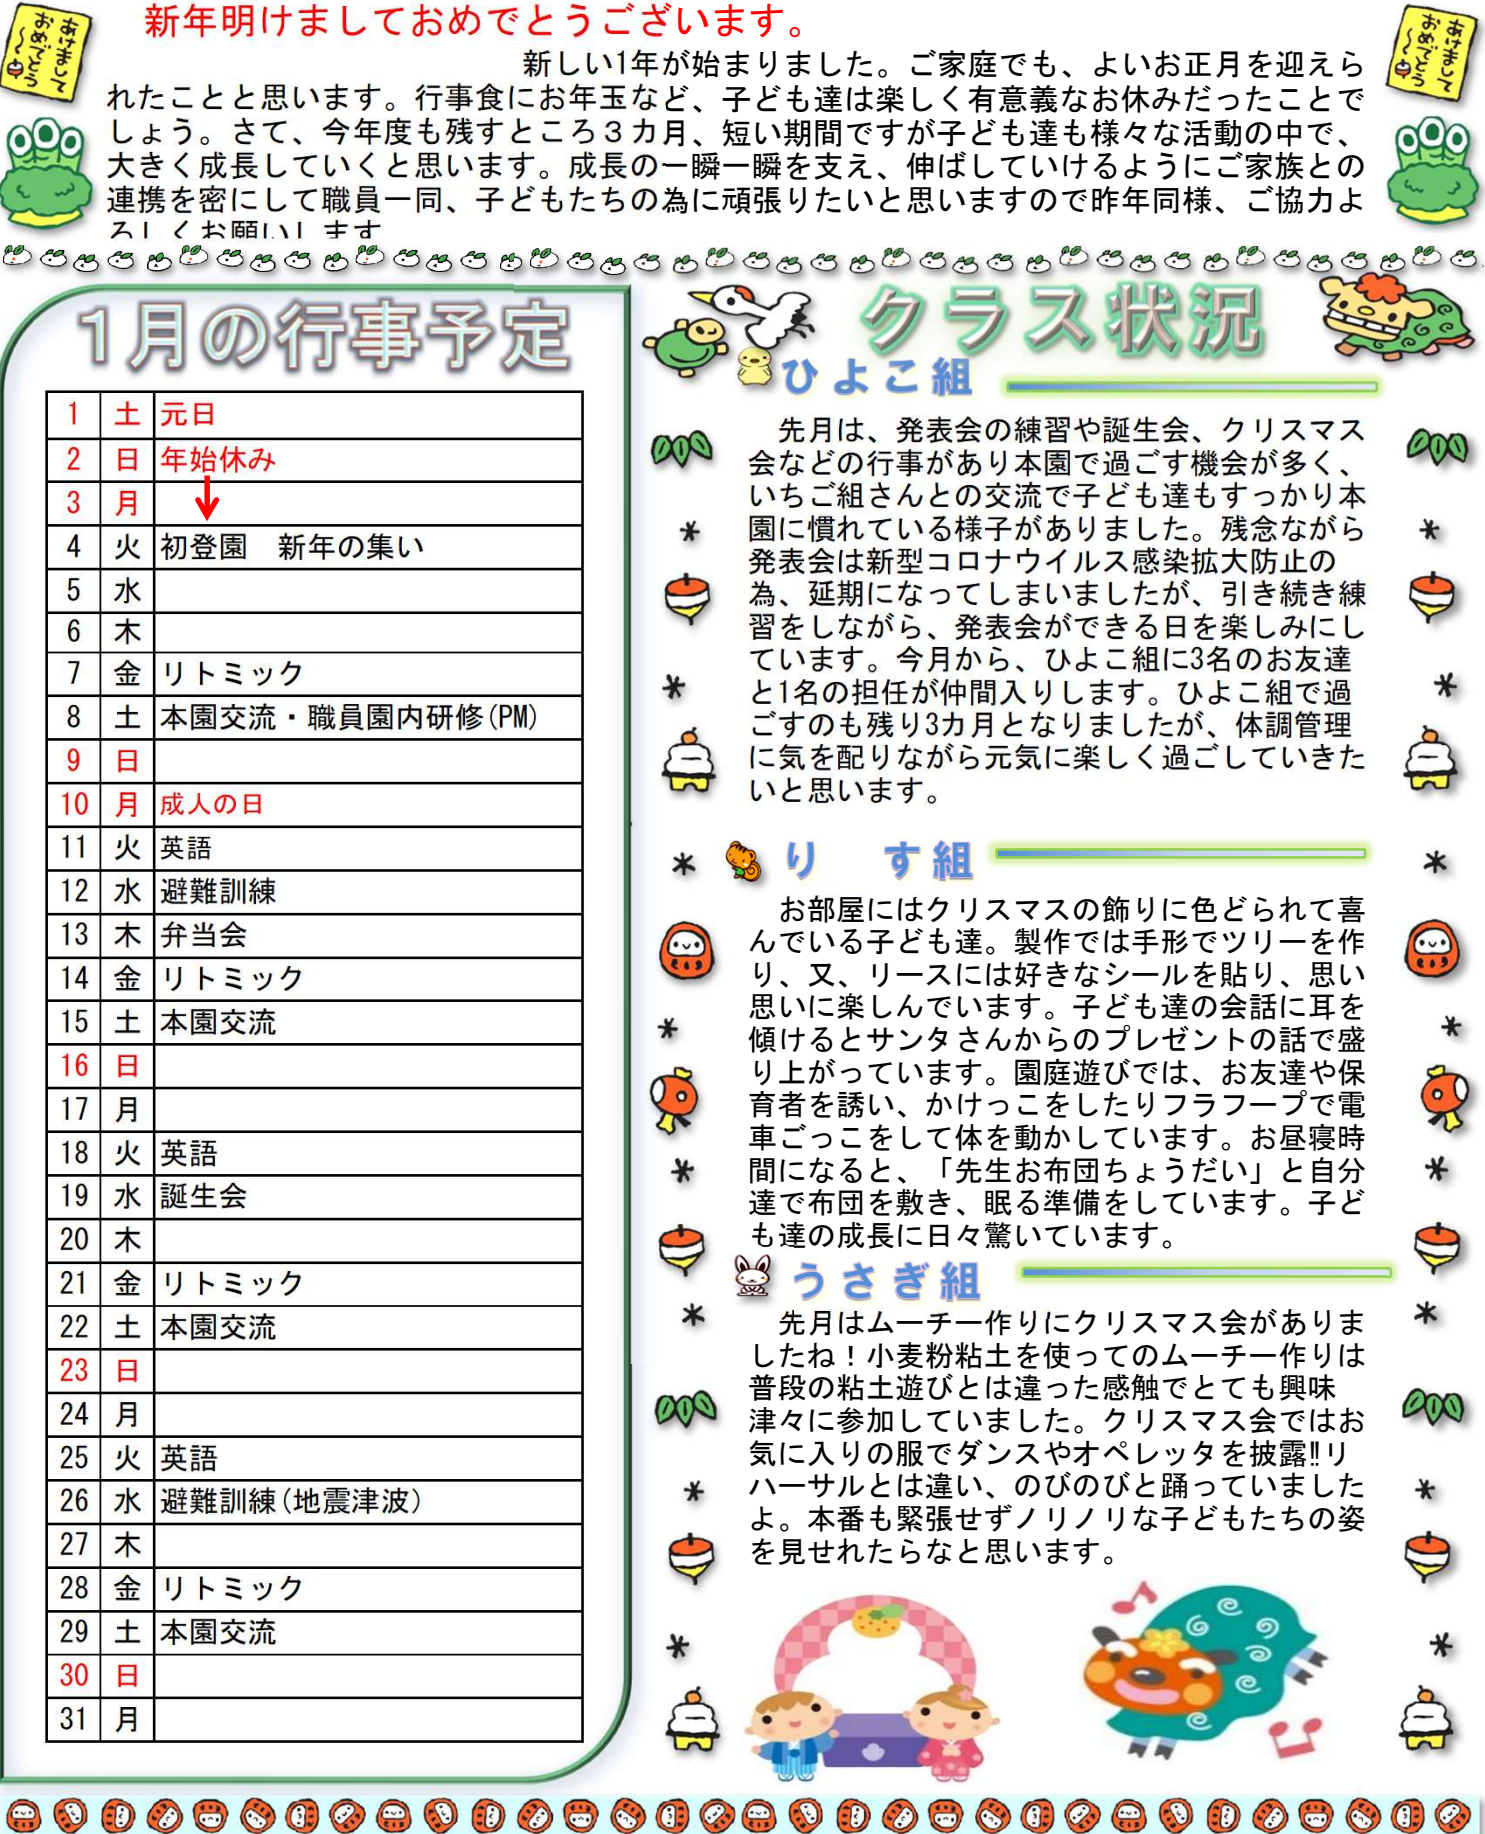 あけまして
おめでとう
〜
あけまして
おめでとう
〜
新年明けましておめでとうございます。
新しい1年が始まりました。ご家庭でも、よいお正月を迎えら
れたことと思います。行事食にお年玉など、子ども達は楽しく有意義なお休みだったことで
しょう。さて、今年度も残すところ３カ月、短い期間ですが子ども達も様々な活動の中で、
大きく成長していくと思います。成長の一瞬一瞬を支え、伸ばしていけるようにご家族との
連携を密にして職員一同、子どもたちの為に頑張りたいと思いますので昨年同様、ご協力よ
ろしくお願いします
1月の行事予定
1 土 元日
2 日 年始休み
3 月
4 火 初登園　新年の集い
5 水
6 木
7 金 リトミック
8 土 本園交流・職員園内研修(PM)
9 日
10 月 成人の日
11 火 英語
12 水 避難訓練
13 木 弁当会
14 金 リトミック
15 土 本園交流
16 日
17 月
18 火 英語
19 水 誕生会
20 木
21 金 リトミック
22 土 本園交流
23 日
24 月
25 火 英語
26 水 避難訓練(地震津波)
27 木
28 金 リトミック
29 土 本園交流
30 日
31 月
クラス状況
ひよこ組
先月は、発表会の練習や誕生会、クリスマス
会などの行事があり本園で過ごす機会が多く、
いちご組さんとの交流で子ども達もすっかり本
園に慣れている様子がありました。残念ながら
発表会は新型コロナウイルス感染拡大防止の
為、延期になってしまいましたが、引き続き練
習をしながら、発表会ができる日を楽しみにし
ています。今月から、ひよこ組に3名のお友達
と1名の担任が仲間入りします。ひよこ組で過
ごすのも残り3カ月となりましたが、体調管理
に気を配りながら元気に楽しく過ごしていきた
いと思います。
り　す組
お部屋にはクリスマスの飾りに色どられて喜
んでいる子ども達。製作では手形でツリーを作
り、又、リースには好きなシールを貼り、思い
思いに楽しんでいます。子ども達の会話に耳を
傾けるとサンタさんからのプレゼントの話で盛
り上がっています。園庭遊びでは、お友達や保
育者を誘い、かけっこをしたりフラフープで電
車ごっこをして体を動かしています。お昼寝時
間になると、「先生お布団ちょうだい」と自分
達で布団を敷き、眠る準備をしています。子ど
も達の成長に日々驚いています。
うさぎ組
先月はムーチー作りにクリスマス会がありま
したね！小麦粉粘土を使ってのムーチー作りは
普段の粘土遊びとは違った感触でとても興味
津々に参加していました。クリスマス会ではお
気に入りの服でダンスやオペレッタを披露‼リ
ハーサルとは違い、のびのびと踊っていました
よ。本番も緊張せずノリノリな子どもたちの姿
を見せれたらなと思います。